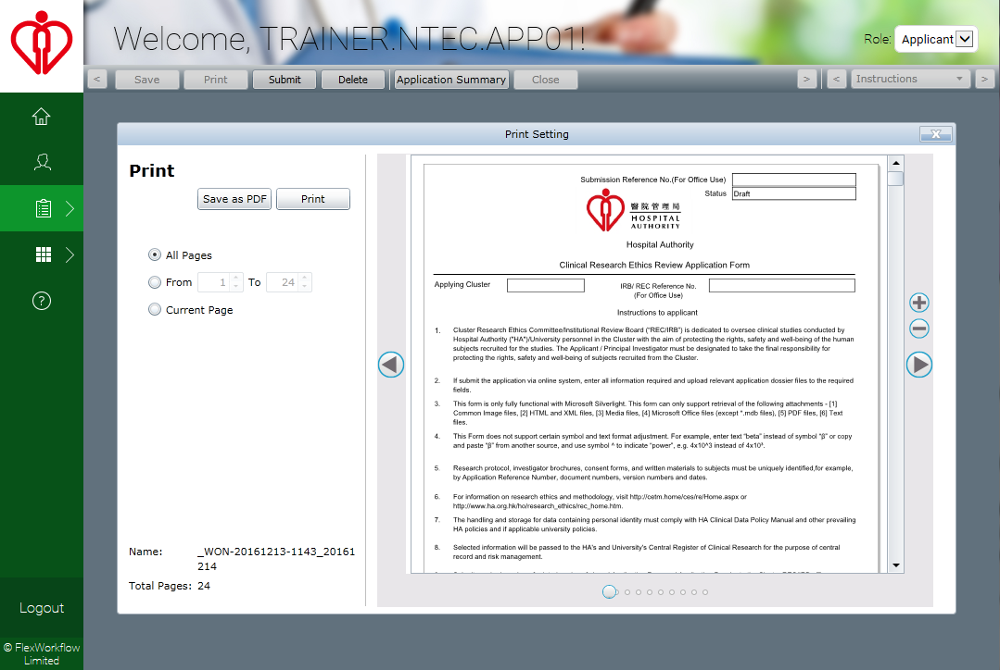 Welcome, TRAINER.NTEC.APP01!
Role: Applicant
< Save Print Submit Delete Application Summary Close > < Instructions >
Print Setting
X
Print
Save as PDF Print
All Pages
From 1 To 24
Current Page
Name: _WON-20161213-1143_20161
214
Total Pages: 24
Submission Reference No.(For Office Use)
Status Draft
醫院管理局
HOSPITAL
AUTHORITY
Hospital Authority
Clinical Research Ethics Review Application Form
Applying Cluster IRB/ REC Reference No.
(For Office Use)
Instructions to applicant
1. Cluster Research Ethics Committee/Institutional Review Board ("REC/IRB") is dedicated to oversee clinical studies conducted by
Hospital Authority ("HA")/University personnel in the Cluster with the aim of protecting the rights, safety and well-being of the human
subjects recruited for the studies. The Applicant / Principal Investigator must be designated to take the final responsibility for
protecting the rights, safety and well-being of subjects recruited from the Cluster.
2. If submit the application via online system, enter all information required and upload relevant application dossier files to the required
fields.
3. This form is only fully functional with Microsoft Silverlight. This form can only support retrieval of the following attachments - [1]
Common Image files, [2] HTML and XML files, [3] Media files, [4] Microsoft Office files (except *.mdb files), [5] PDF files, [6] Text
files.
4. This Form does not support certain symbol and text format adjustment. For example, enter text "beta" instead of symbol "β" or copy
and paste "β" from another source, and use symbol ^ to indicate "power", e.g. 4x10^3 instead of 4x10³.
5. Research protocol, investigator brochures, consent forms, and written materials to subjects must be uniquely identified,for example,
by Application Reference Number, document numbers, version numbers and dates.
6. For information on research ethics and methodology, visit http://cetm.home/ces/re/Home.aspx or
http://www.ha.org.hk/ho/research_ethics/rec_home.htm.
7. The handling and storage for data containing personal identity must comply with HA Clinical Data Policy Manual and other prevailing
HA policies and if applicable university policies.
8. Selected information will be passed to the HA's and University's Central Register of Clinical Research for the purpose of central
record and risk management.
Logout
© FlexWorkflow
Limited